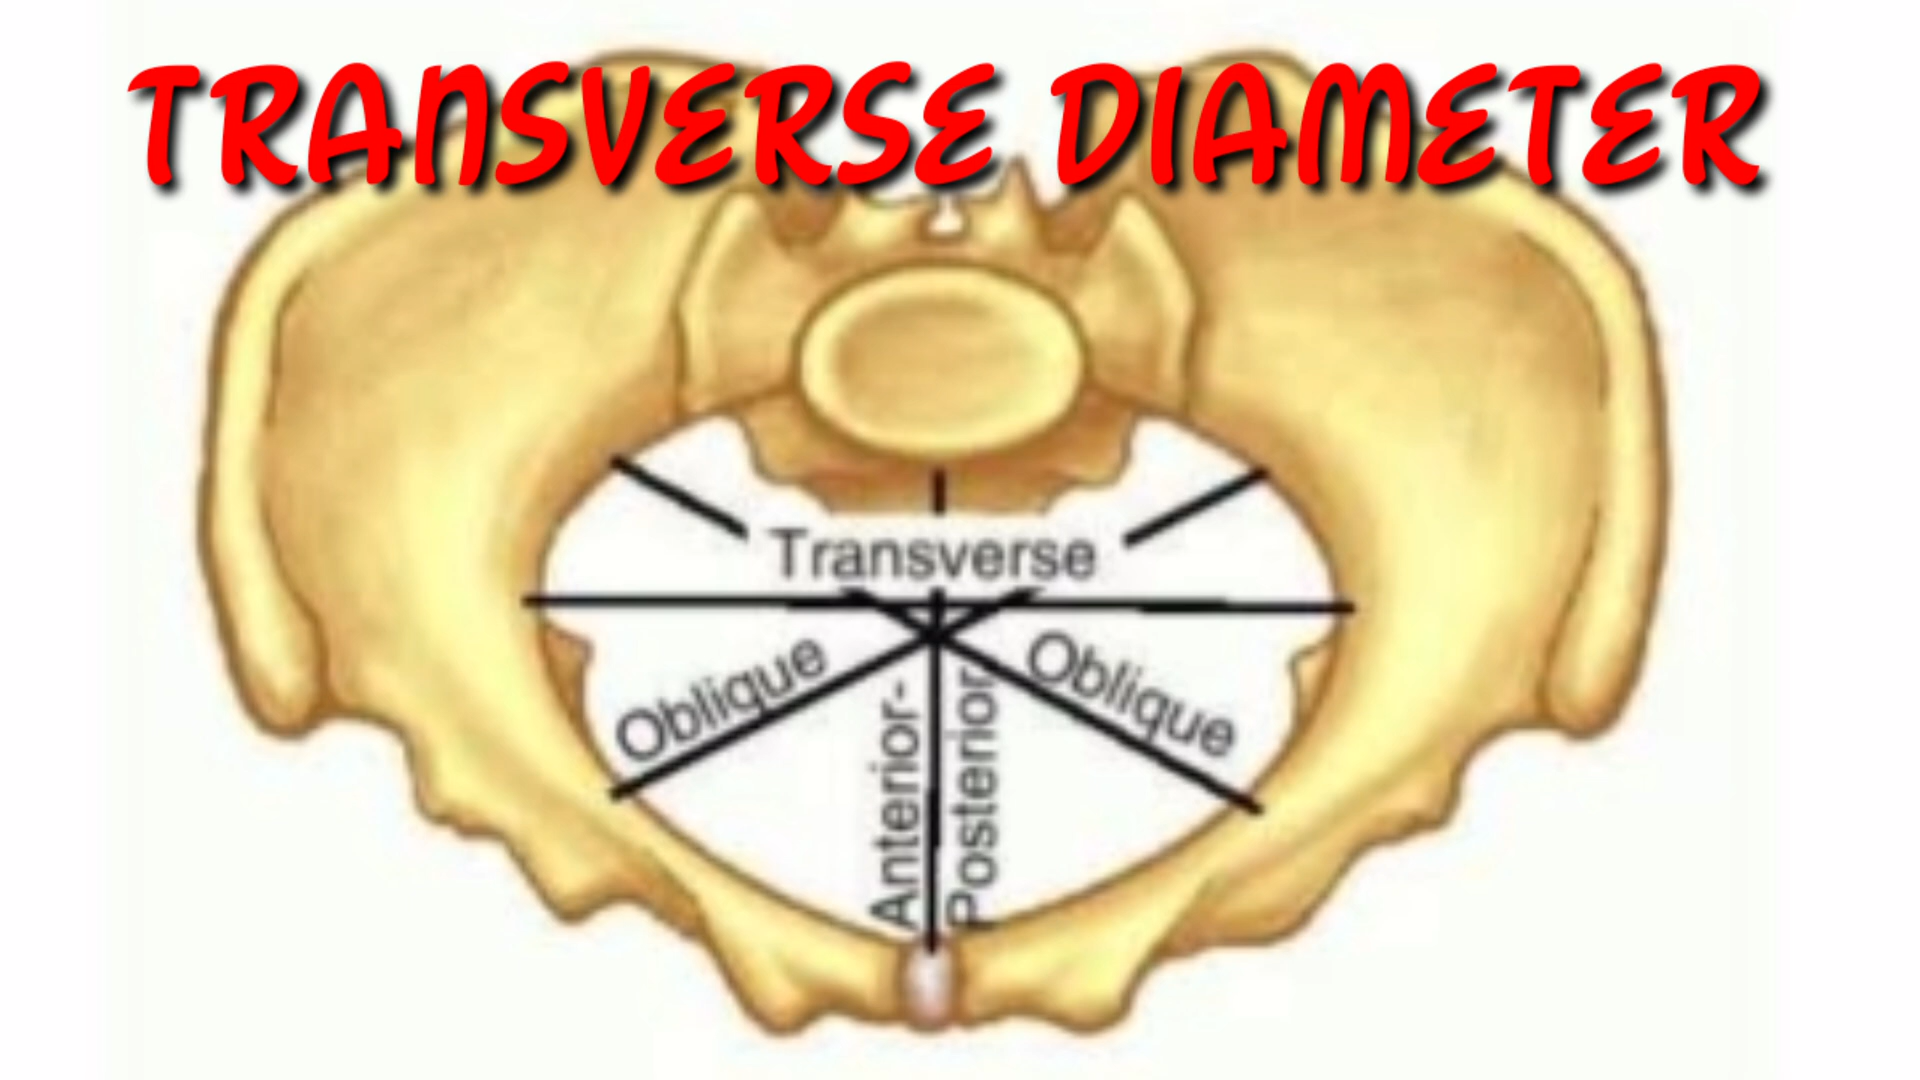 TRANSVERSE DIAMETER
Transverse
Oblique
Oblique
Anterior-
Posterior